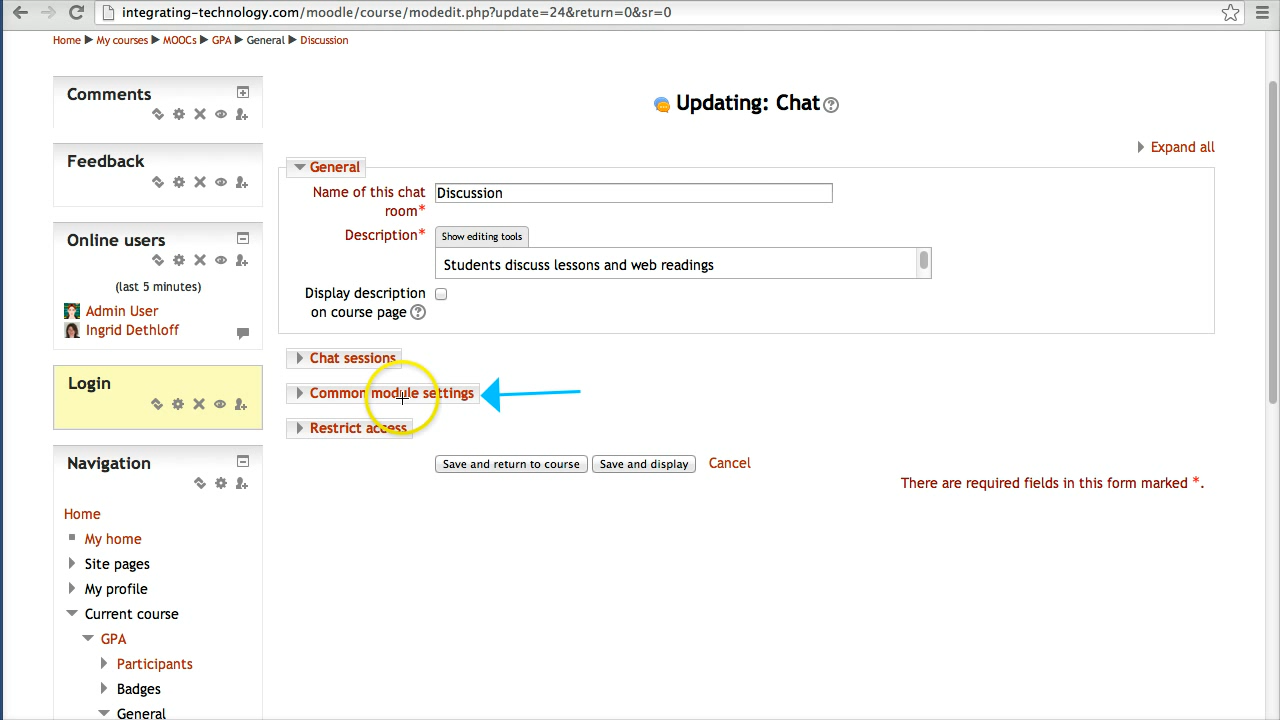 integrating-technology.com/moodle/course/modedit.php?update=24&return=0&sr=0
Home ▶ My courses ▶ MOOCs ▶ GPA ▶ General ▶ Discussion
Comments
Feedback
Online users
(last 5 minutes)
Admin User
Ingrid Dethloff
Login
Navigation
Home
My home
Site pages
My profile
Current course
GPA
Participants
Badges
General
Updating: Chat
Expand all
General
Name of this chat
room*
Discussion
Description*
Show editing tools
Students discuss lessons and web readings
Display description
on course page
Chat sessions
Common module settings
Restrict access
Save and return to course
Save and display
Cancel
There are required fields in this form marked *.